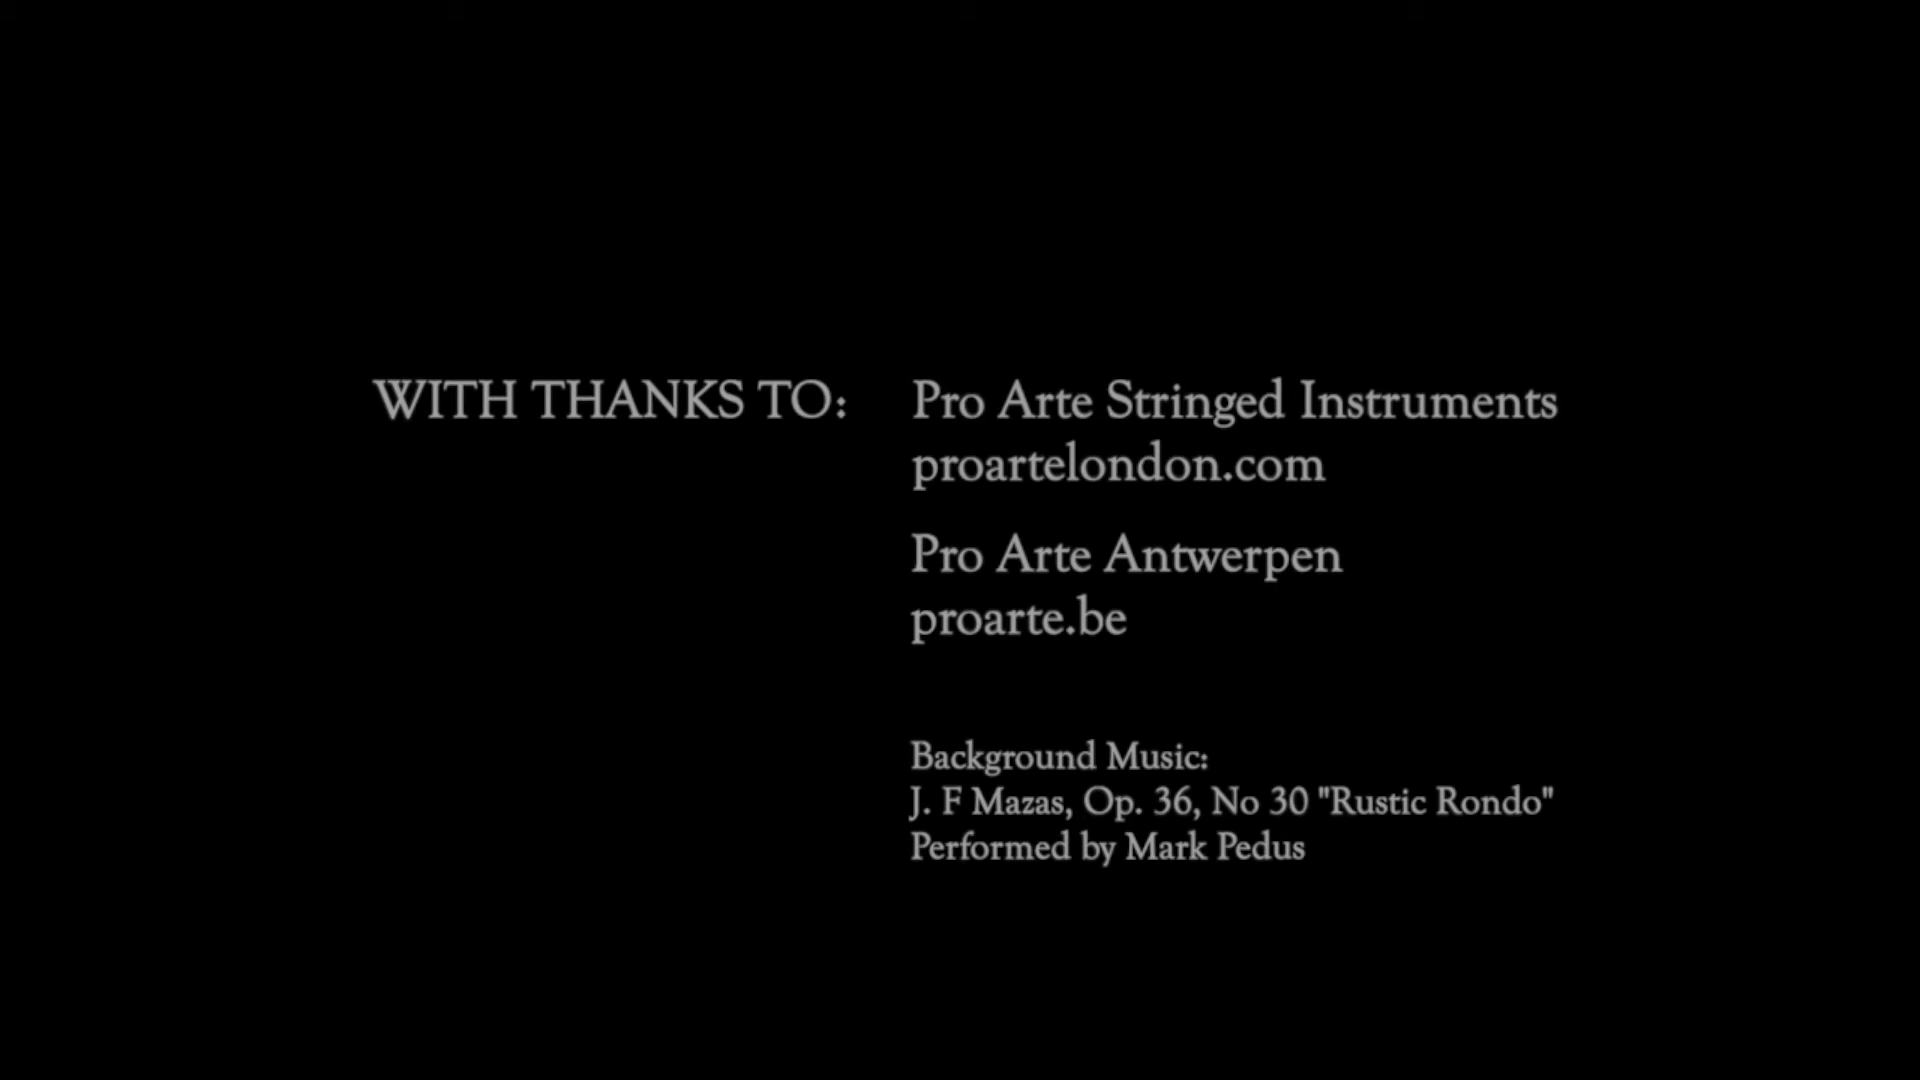 WITH THANKS TO: Pro Arte Stringed Instruments
proartelondon.com
Pro Arte Antwerpen
proarte.be
Background Music:
J. F Mazas, Op. 36, No 30 "Rustic Rondo"
Performed by Mark Pedus